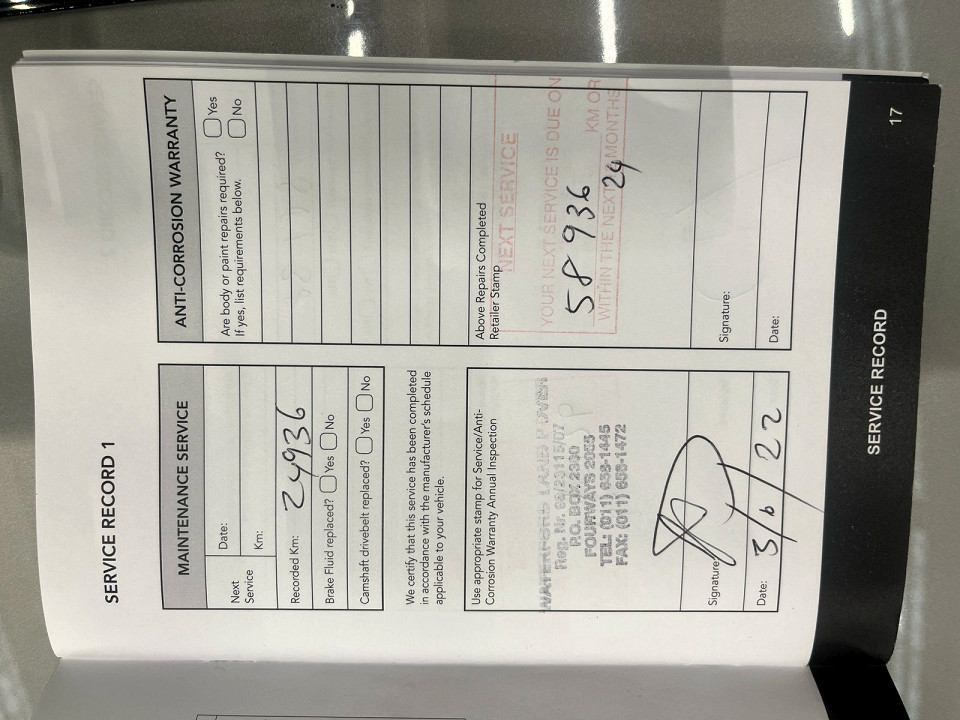 SERVICE RECORD 1
MAINTENANCE SERVICE
Next Service
Date:
Km:
Recorded Km: 24936
Brake Fluid replaced? Yes No
Camshaft drivebelt replaced? Yes No
We certify that this service has been completed
in accordance with the manufacturer's schedule
applicable to your vehicle.
Use appropriate stamp for Service/Anti-
Corrosion Warranty Annual Inspection
WATERFORD LAND ROVER
P.O. BOX 2330
FOURWAYS 2055
TEL: (011) 658-1445
FAX: (011) 658-1472
Signature:
Date: 3/6/22
ANTI-CORROSION WARRANTY
Are body or paint repairs required? Yes
If yes, list requirements below. No
Above Repairs Completed
Retailer Stamp
NEXT SERVICE
YOUR NEXT SERVICE IS DUE ON
58 936 KM OR
WITHIN THE NEXT 24 MONTHS
Signature:
Date:
SERVICE RECORD
17